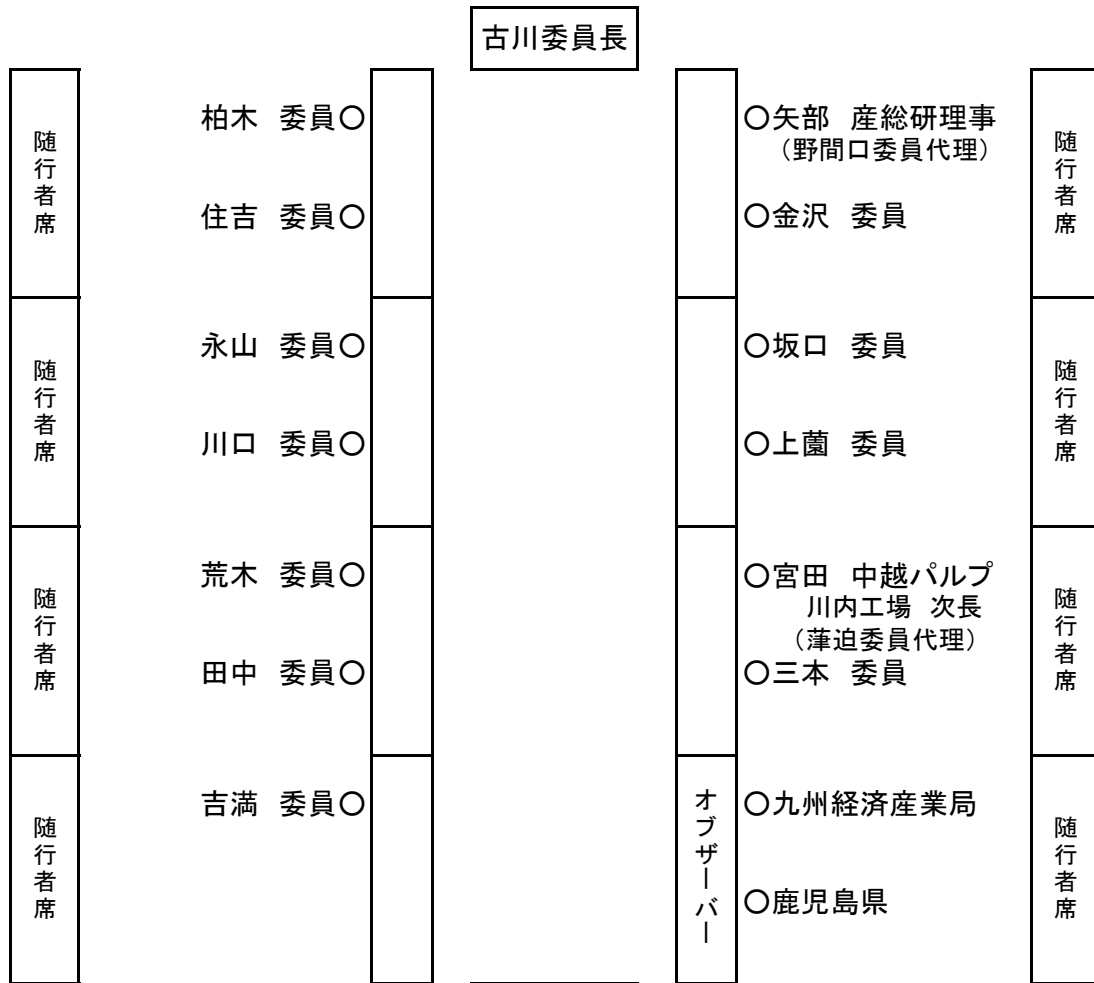 古川委員長
随行者席
柏木 委員○
○矢部 産総研理事
(野間口委員代理)
随行者席
住吉 委員○
○金沢 委員
随行者席
永山 委員○
○坂口 委員
随行者席
川口 委員○
○上薗 委員
随行者席
荒木 委員○
○宮田 中越パルプ
川内工場 次長
(薄迫委員代理)
随行者席
田中 委員○
○三本 委員
随行者席
吉満 委員○
オブザーバー
○九州経済産業局
随行者席
○鹿児島県